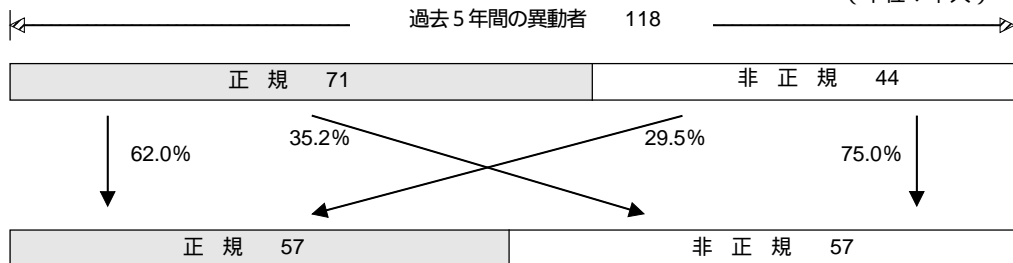 過去５年間の異動者 118
正 規 71 非 正 規 44
62.0% 35.2% 29.5% 75.0%
正 規 57 非 正 規 57